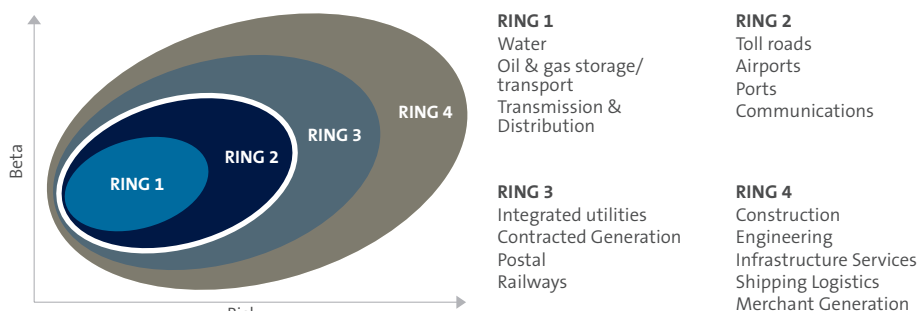 Beta
RING 1
RING 2
RING 3
RING 4
RING 1
Water
Oil & gas storage/
transport
Transmission &
Distribution
RING 2
Toll roads
Airports
Ports
Communications
RING 3
Integrated utilities
Contracted Generation
Postal
Railways
RING 4
Construction
Engineering
Infrastructure Services
Shipping Logistics
Merchant Generation